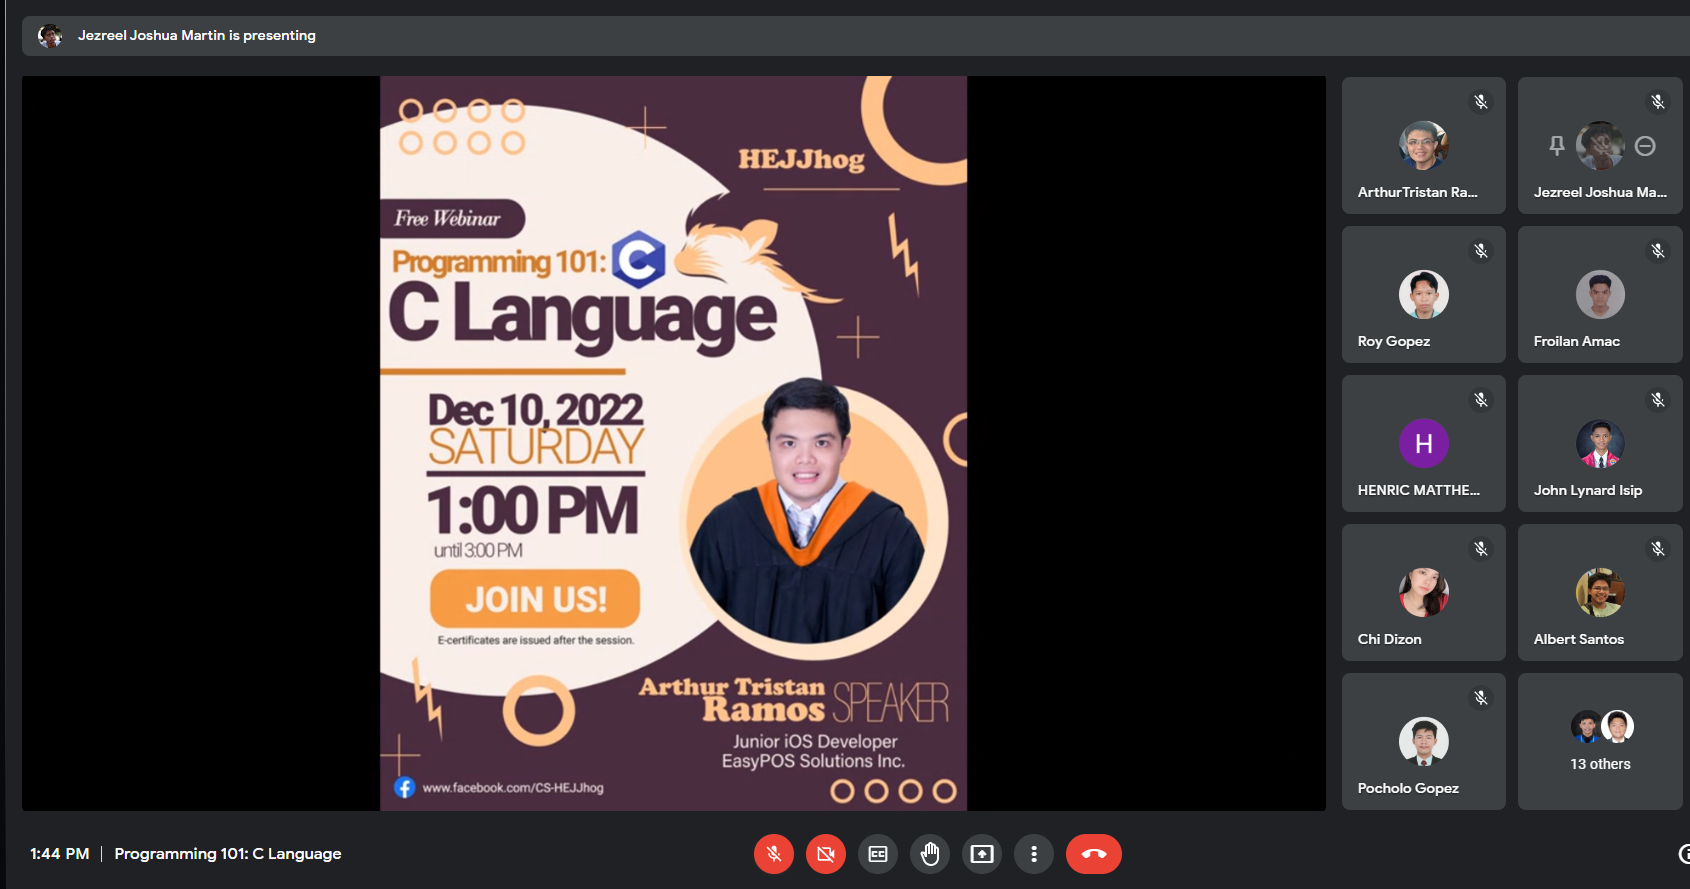 Jezreel Joshua Martin is presenting
HEJJhog
Free Webinar
Programming 101:
C
C Language
Dec 10, 2022
SATURDAY
1:00 PM
until 3:00 PM
JOIN US!
E-certificates are issued after the session.
Arthur Tristan
Ramos SPEAKER
Junior iOS Developer
EasyPOS Solutions Inc.
www.facebook.com/CS-HEJJhog
ArthurTristan Ra...
Jezreel Joshua Ma...
Roy Gopez
Froilan Amac
H
HENRIC MATTHE...
John Lynard Isip
Chi Dizon
Albert Santos
Pocholo Gopez
13 others
1:44 PM | Programming 101: C Language
CC